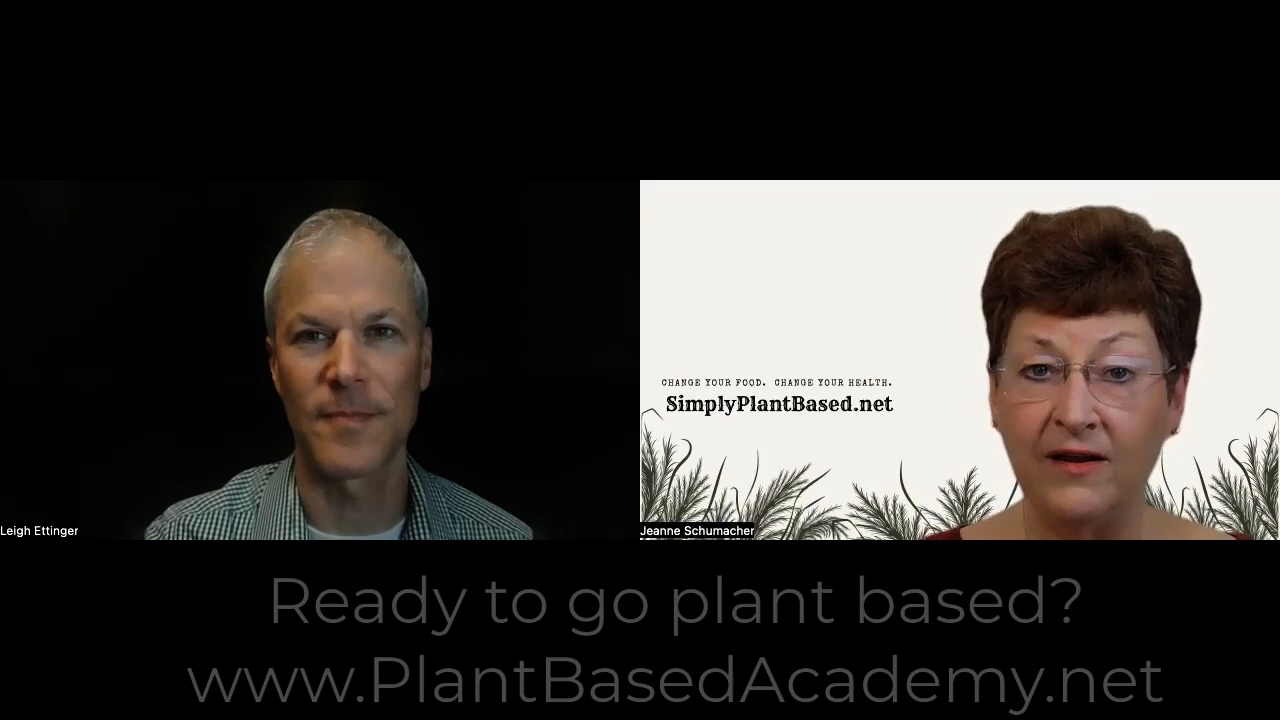 CHANGE YOUR FOOD. CHANGE YOUR HEALTH.
SimplyPlantBased.net
Leigh Ettinger
Jeanne Schumacher
Ready to go plant based?
www.PlantBasedAcademy.net